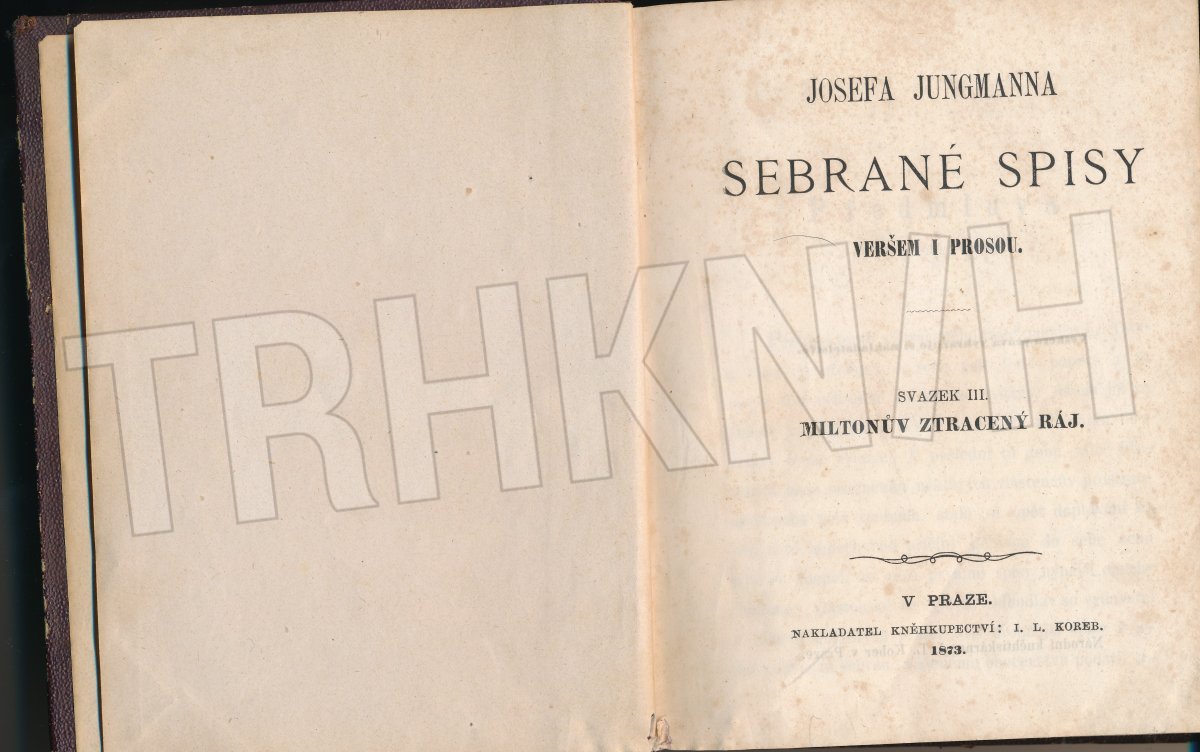 JOSEFA JUNGMANNA
SEBRANÉ SPISY
VERŠEM I PROSOU.
TRHKNIH
SVAZEK III.
MILTONŮV ZTRACENÝ RÁJ.
V PRAZE.
NAKLADATEL KNĚHKUPECTVÍ: I. L. KOBER.
1873.